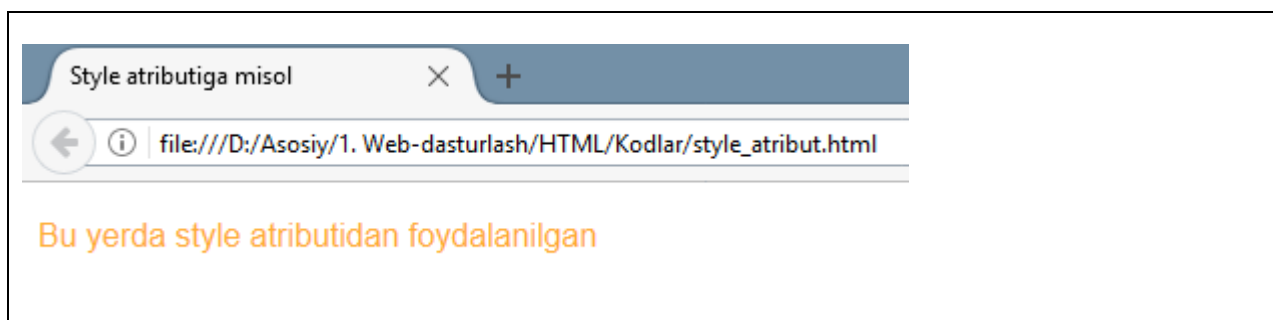 Style atributiga misol
file:///D:/Asosiy/1. Web-dasturlash/HTML/Kodlar/style_atribut.html
Bu yerda style atributidan foydalanilgan